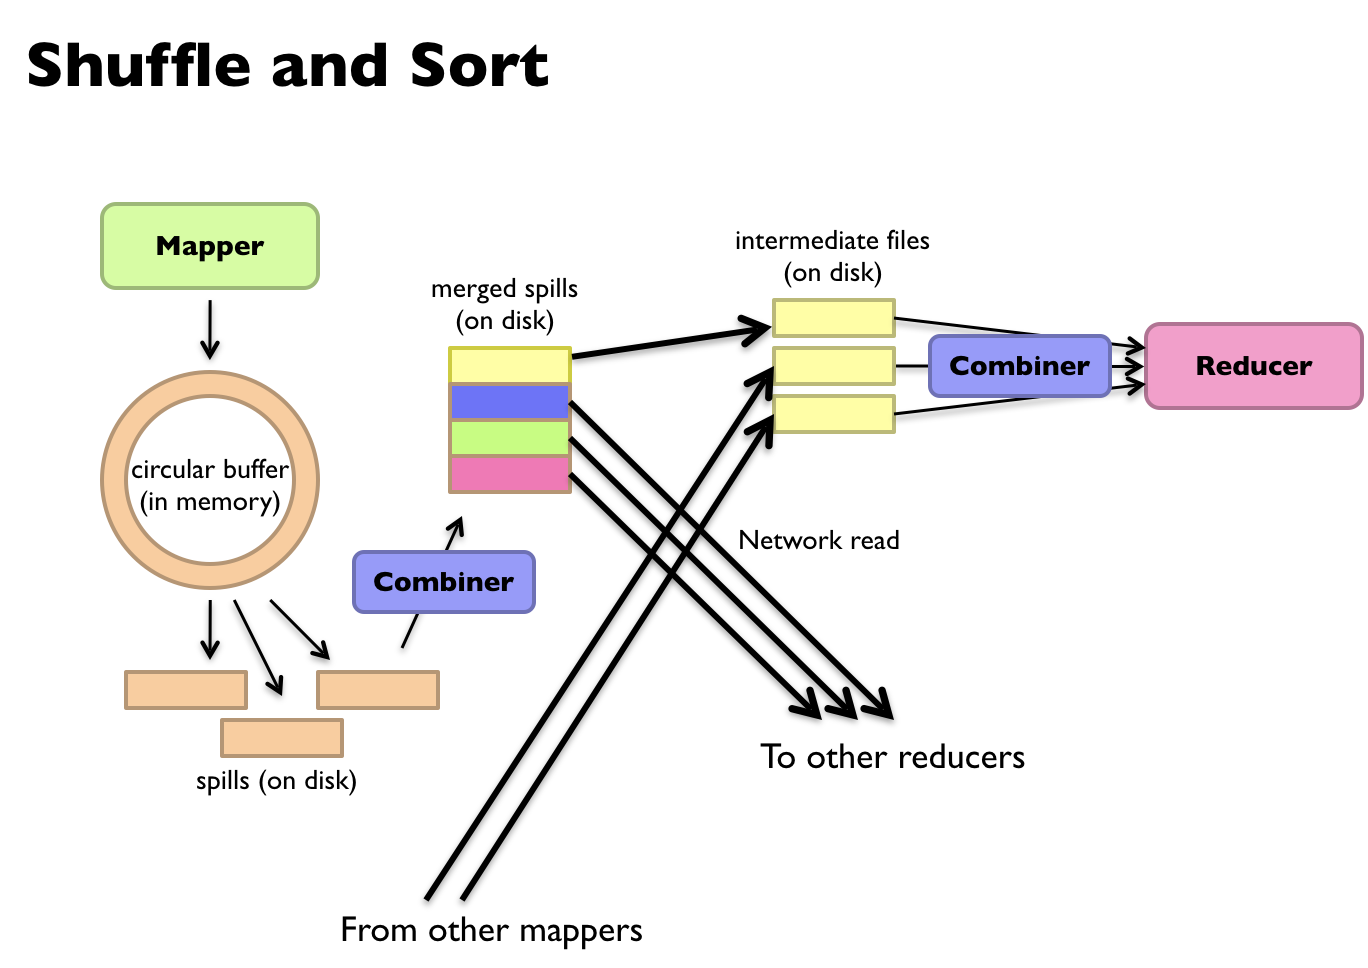 Shuffle and Sort
Mapper
circular buffer
(in memory)
spills (on disk)
Combiner
merged spills
(on disk)
intermediate files
(on disk)
Combiner
Reducer
Network read
To other reducers
From other mappers